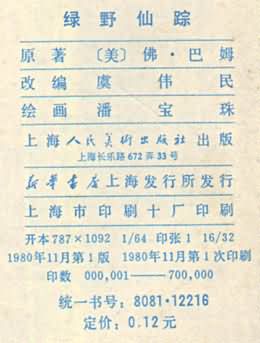 绿野仙踪
原著〔美〕佛·巴姆
改编虞伟民
绘画潘宝珠
上海人民美術出版社出版
上海长乐路672弄33号
新华书店上海发行所发行
上海市印刷十厂印刷
开本787×1092 1/64 印张1 16/32
1980年11月第1版 1980年11月第1次印刷
印数 000,001——700,000
统一书号：8081·12216
定价：0.12元